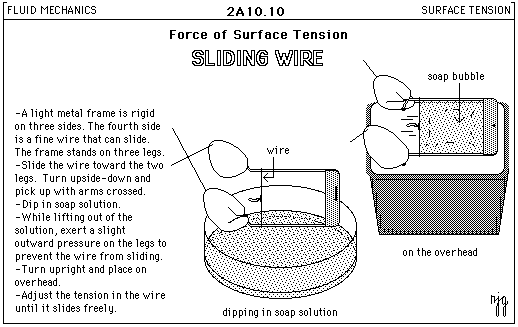 FLUID MECHANICS
2A10.10
SURFACE TENSION
Force of Surface Tension
SLIDING WIRE
soap bubble
-A light metal frame is rigid
on three sides. The fourth side
is a fine wire that can slide.
The frame stands on three legs.
-Slide the wire toward the two
legs. Turn upside-down and
pick up with arms crossed.
-Dip in soap solution.
-While lifting out of the
solution, exert a slight
outward pressure on the legs to
prevent the wire from sliding.
-Turn upright and place on
overhead.
-Adjust the tension in the wire
until it slides freely.
wire
dipping in soap solution
on the overhead